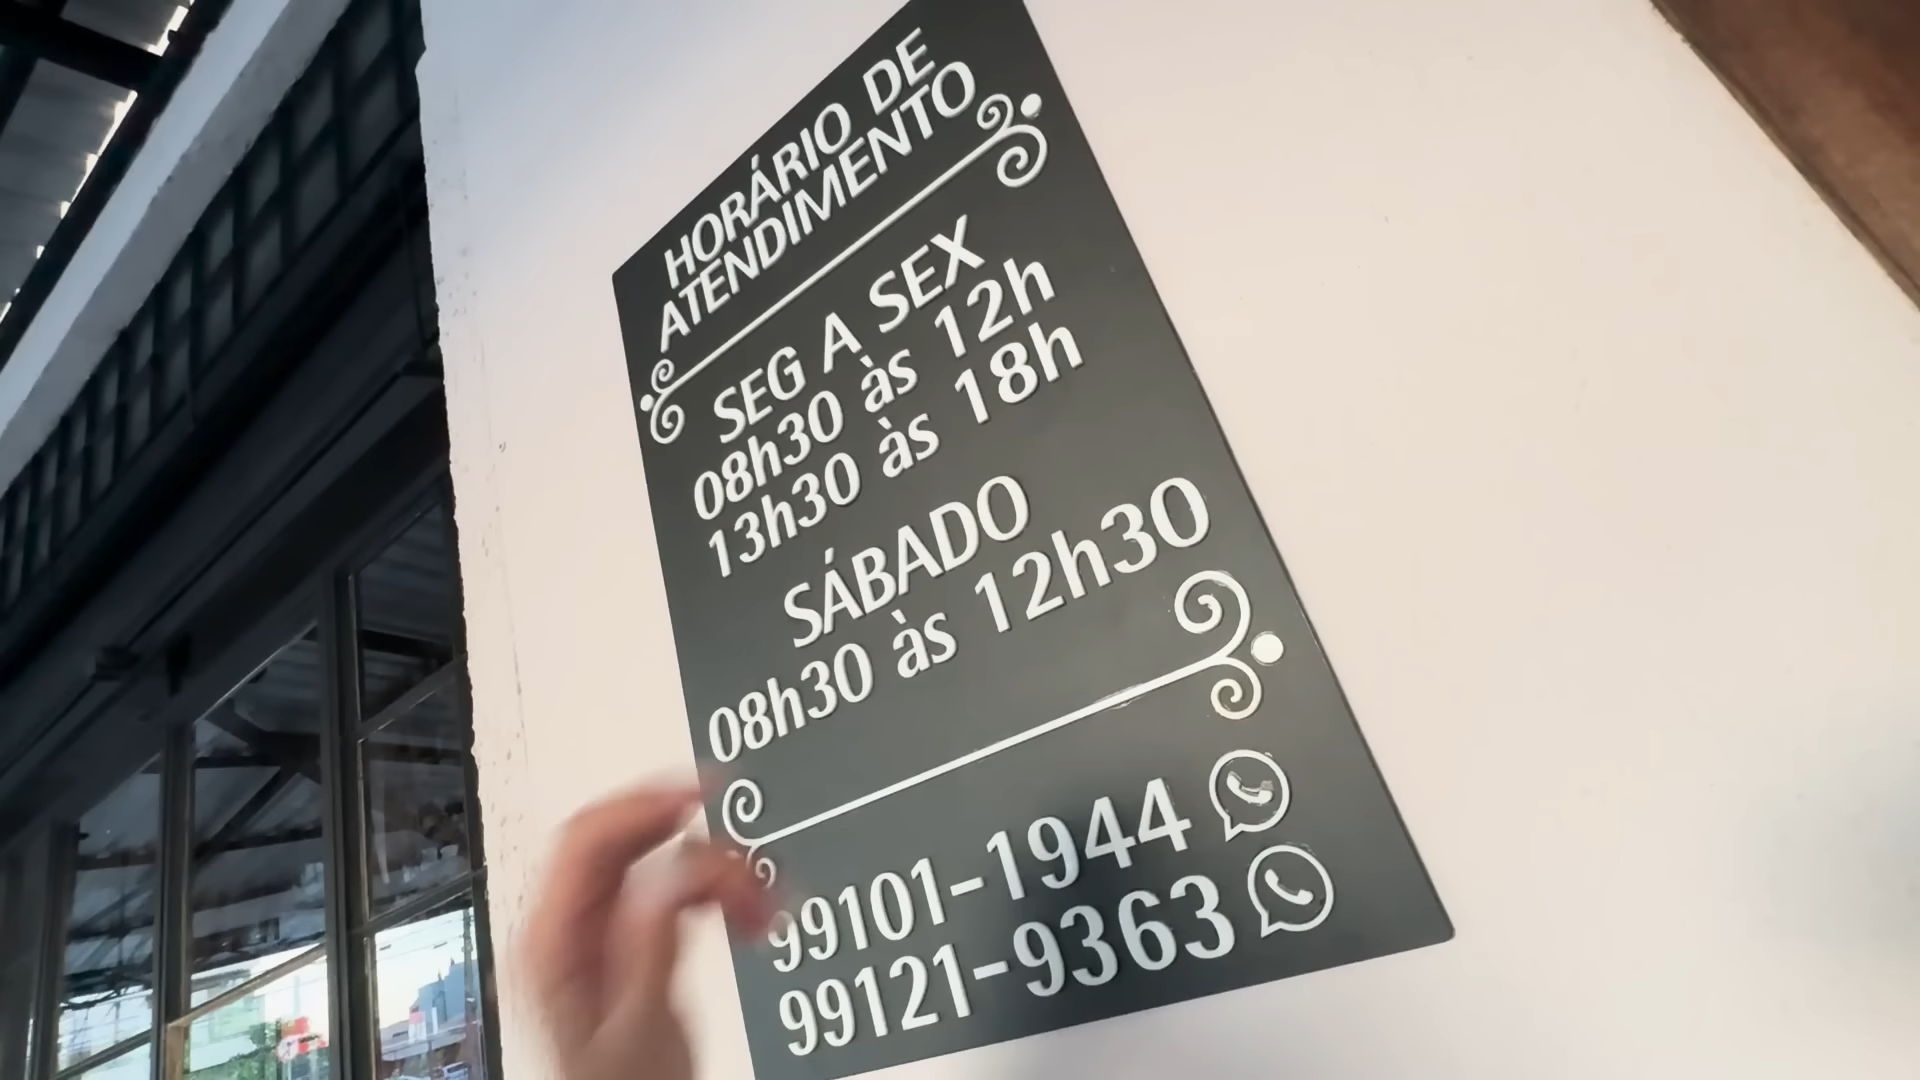 HORÁRIO DE
ATENDIMENTO
SEG A SEX
08h30 às 12h
13h30 às 18h
SÁBADO
08h30 às 12h30
99101-1944
99121-9363